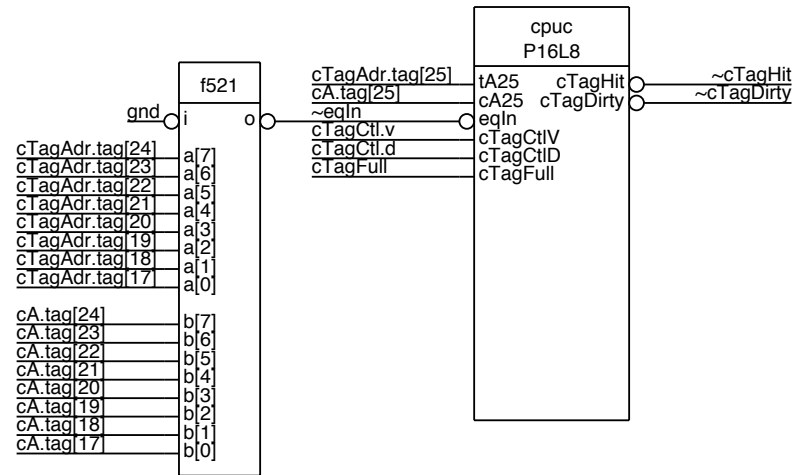 cpuc
P16L8
f521
gnd
i
o
~eqIn
cTagAdr.tag[25]
tA25
cTagHit
~cTagHit
cA.tag[25]
cA25
cTagDirty
~cTagDirty
eqIn
cTagCtl.v
cTagCtlV
cTagCtl.d
cTagCtlD
cTagFull
cTagFull
cTagAdr.tag[24]
a[7]
cTagAdr.tag[23]
a[6]
cTagAdr.tag[22]
a[5]
cTagAdr.tag[21]
a[4]
cTagAdr.tag[20]
a[3]
cTagAdr.tag[19]
a[2]
cTagAdr.tag[18]
a[1]
cTagAdr.tag[17]
a[0]
cA.tag[24]
b[7]
cA.tag[23]
b[6]
cA.tag[22]
b[5]
cA.tag[21]
b[4]
cA.tag[20]
b[3]
cA.tag[19]
b[2]
cA.tag[18]
b[1]
cA.tag[17]
b[0]